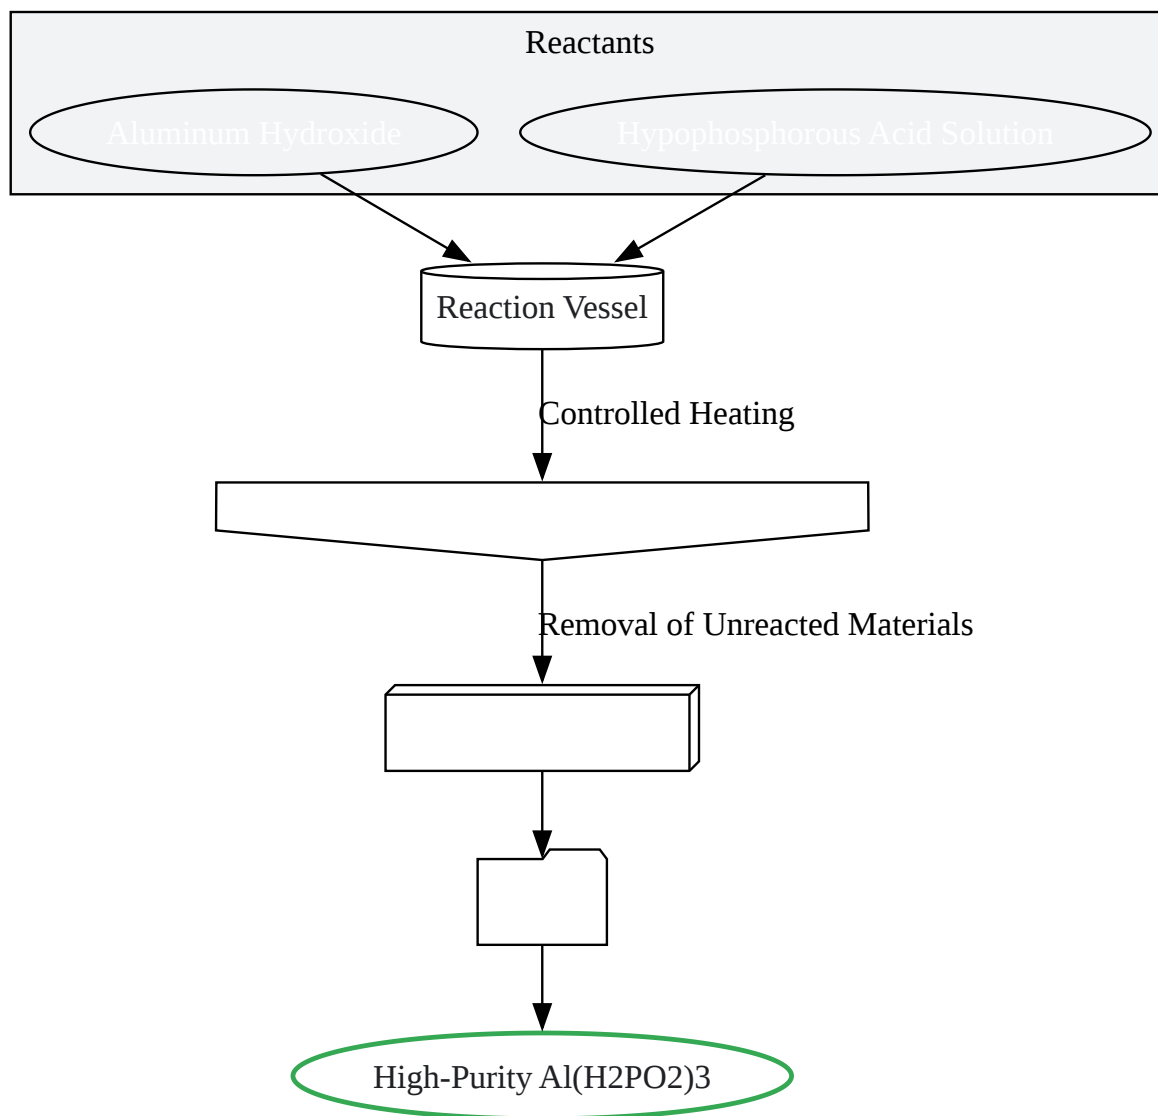 Reactants
Aluminum Hydroxide
Hypophosphorous Acid Solution
Reaction Vessel
Controlled Heating
Removal of Unreacted Materials
High-Purity Al(H2PO2)3